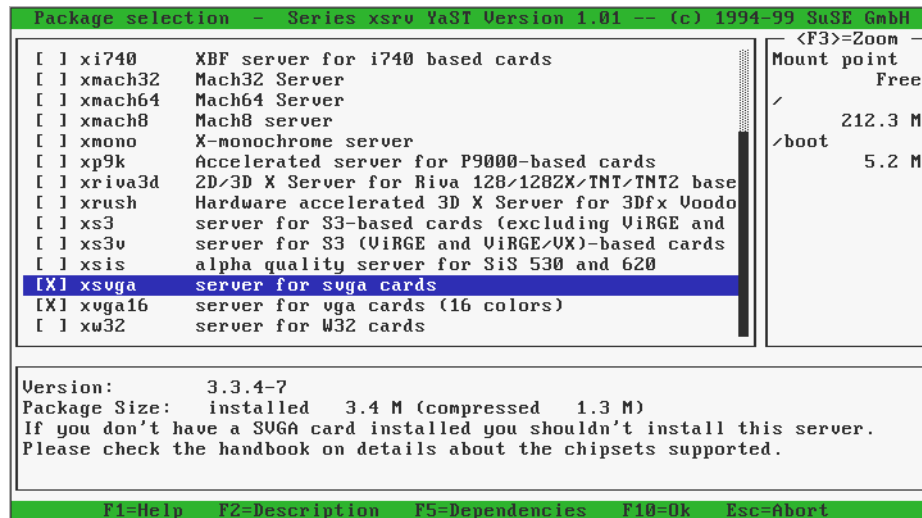 Package selection - Series xsrv YaST Version 1.01 -- (c) 1994-99 SuSE GmbH
[ ] xi740 XBF server for i740 based cards
[ ] xmach32 Mach32 Server
[ ] xmach64 Mach64 Server
[ ] xmach8 Mach8 server
[ ] xmono X-monochrome server
[ ] xp9k Accelerated server for P9000-based cards
[ ] xriva3d 2D/3D X Server for Riva 128/128ZX/TNT/TNT2 base
[ ] xrush Hardware accelerated 3D X Server for 3Dfx Voodo
[ ] xs3 server for S3-based cards (excluding ViRGE and
[ ] xs3v server for S3 (ViRGE and ViRGE/VX)-based cards
[ ] xsis alpha quality server for SiS 530 and 620
[X] xsvga server for svga cards
[X] xvga16 server for vga cards (16 colors)
[ ] xw32 server for W32 cards
<F3>=Zoom
Mount point
Free
/
212.3 M
/boot
5.2 M
Version: 3.3.4-7
Package Size: installed 3.4 M (compressed 1.3 M)
If you don't have a SVGA card installed you shouldn't install this server.
Please check the handbook on details about the chipsets supported.
F1=Help F2=Description F5=Dependencies F10=Ok Esc=Abort